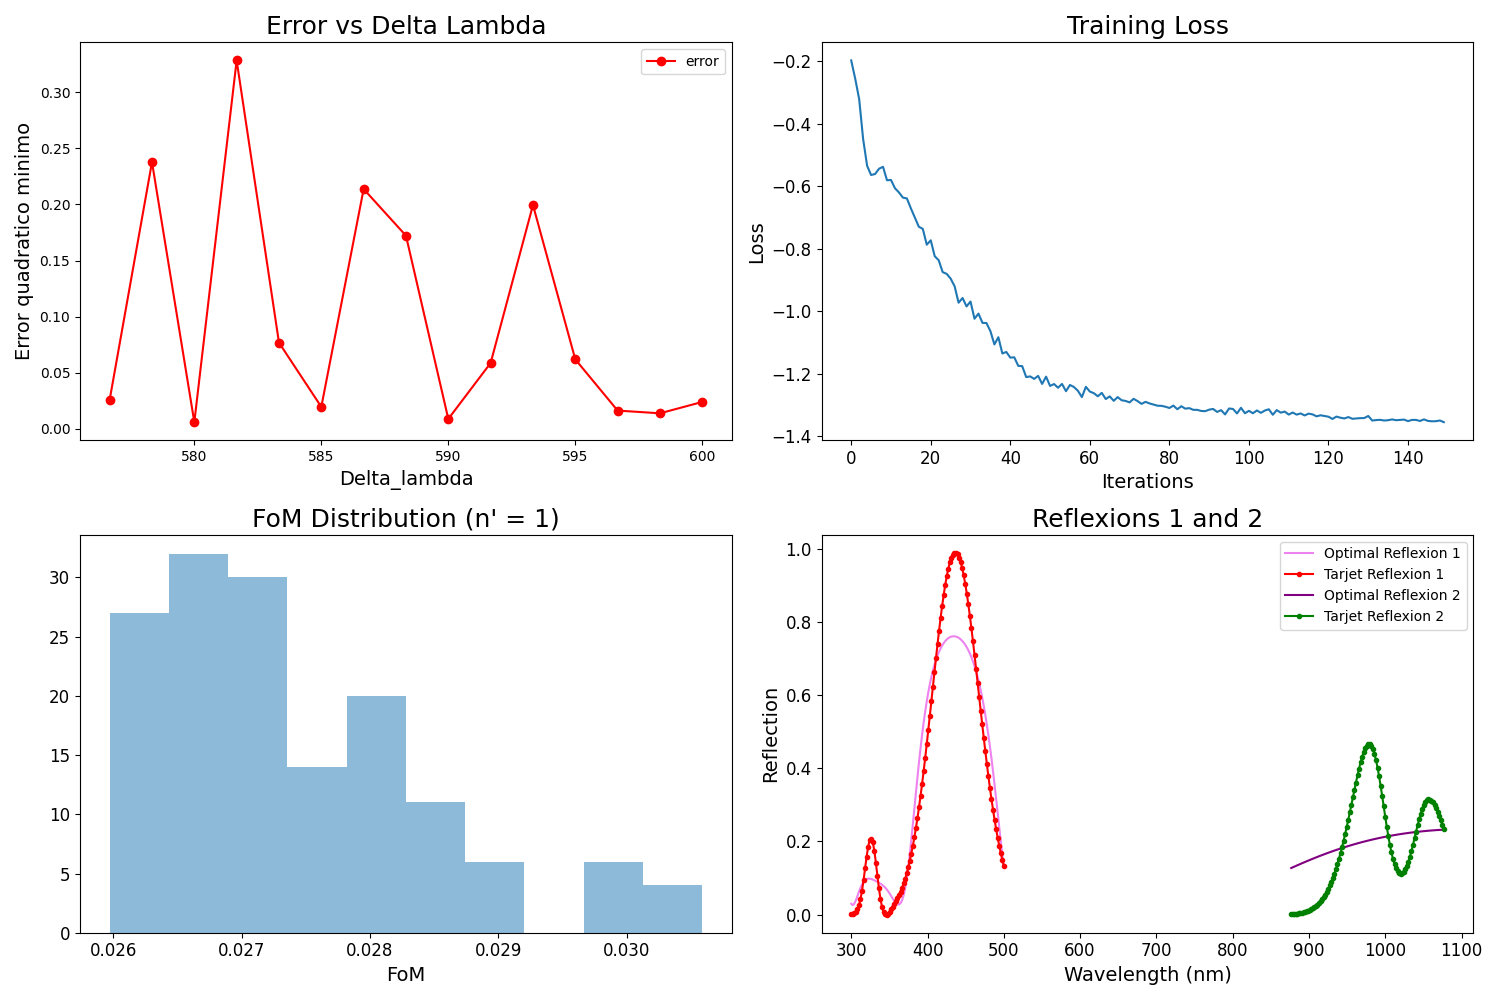 Error vs Delta Lambda
error
Error quadratico minimo
0.30
0.25
0.20
0.15
0.10
0.05
0.00
580 585 590 595 600
Delta_lambda
Training Loss
Loss
−0.2
−0.4
−0.6
−0.8
−1.0
−1.2
−1.4
0 20 40 60 80 100 120 140
Iterations
FoM Distribution (n' = 1)
30
25
20
15
10
5
0
0.026 0.027 0.028 0.029 0.030
FoM
Reflexions 1 and 2
Optimal Reflexion 1
Tarjet Reflexion 1
Optimal Reflexion 2
Tarjet Reflexion 2
Reflection
1.0
0.8
0.6
0.4
0.2
0.0
300 400 500 600 700 800 900 1000 1100
Wavelength (nm)